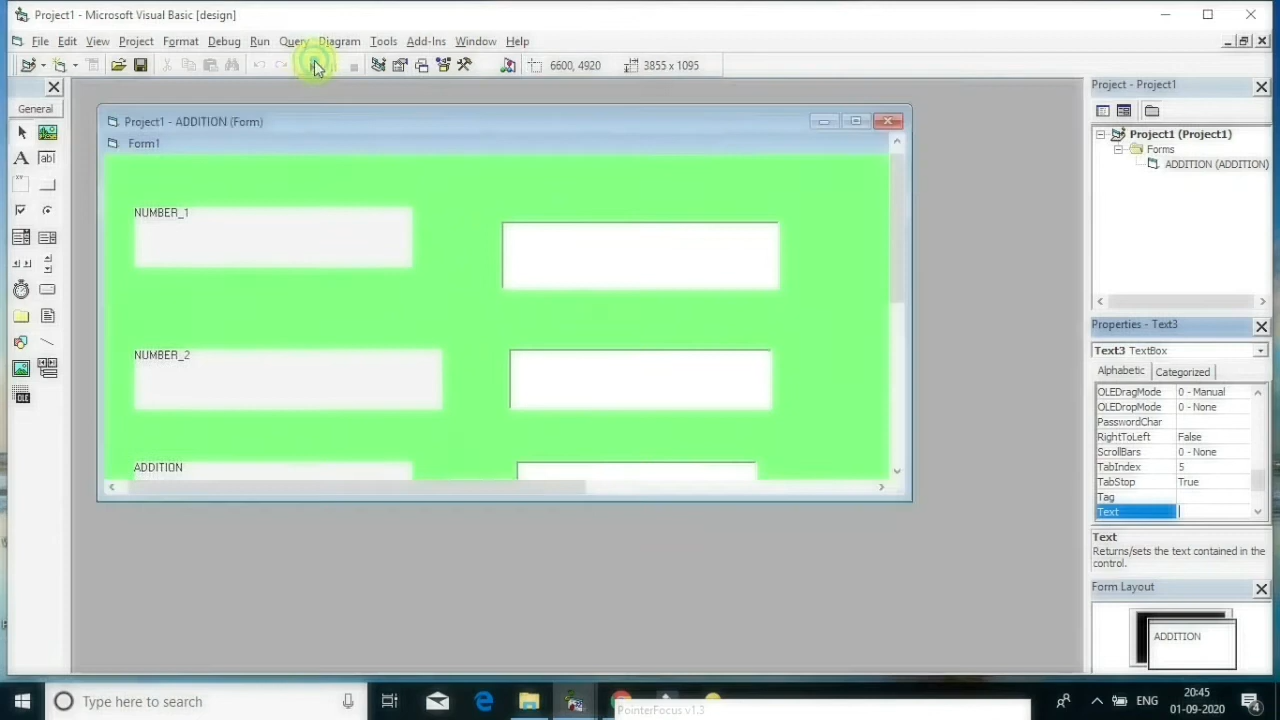 Project1 - Microsoft Visual Basic [design]
File Edit View Project Format Debug Run Query Diagram Tools Add-Ins Window Help
6600, 4920 3855 x 1095
General
Project1 - ADDITION (Form)
Form1
NUMBER_1
NUMBER_2
ADDITION
Project - Project1
Project1 (Project1)
Forms
ADDITION (ADDITION)
Properties - Text3
Text3 TextBox
Alphabetic Categorized
OLEDragMode 0 - Manual
OLEDropMode 0 - None
PasswordChar
RightToLeft False
ScrollBars 0 - None
TabIndex 5
TabStop True
Tag
Text
Text
Returns/sets the text contained in the
control.
Form Layout
ADDITION
Type here to search
PointerFocus v1.3
ENG
20:45
01-09-2020
4